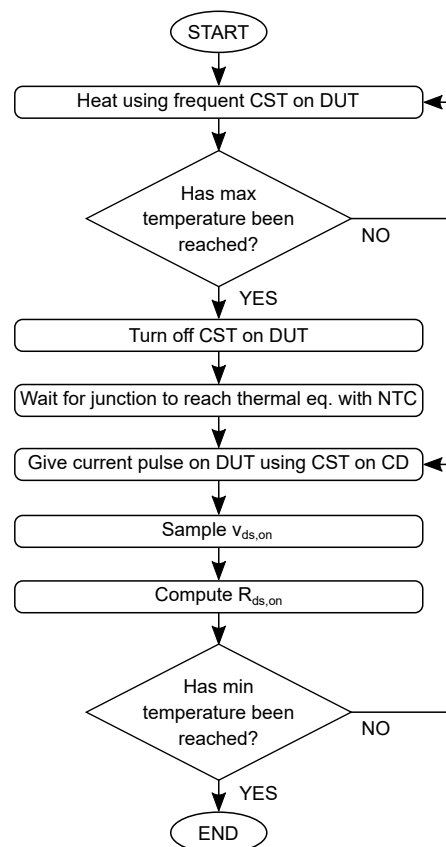 START
Heat using frequent CST on DUT
Has max
temperature been
reached?
NO
YES
Turn off CST on DUT
Wait for junction to reach thermal eq. with NTC
Give current pulse on DUT using CST on CD
Sample v_ds,on
Compute R_ds,on
Has min
temperature been
reached?
NO
YES
END